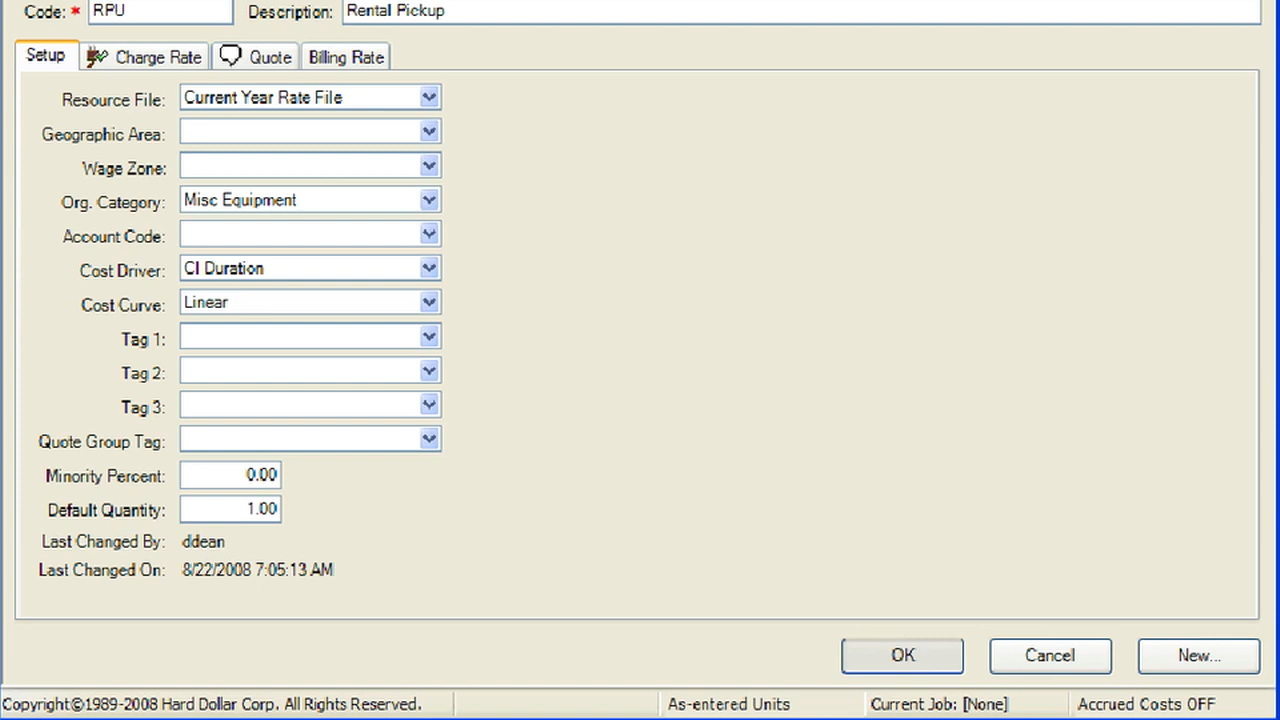 Code: * RPU Description: Rental Pickup
Setup Charge Rate Quote Billing Rate
Resource File: Current Year Rate File
Geographic Area:
Wage Zone:
Org. Category: Misc Equipment
Account Code:
Cost Driver: CI Duration
Cost Curve: Linear
Tag 1:
Tag 2:
Tag 3:
Quote Group Tag:
Minority Percent: 0.00
Default Quantity: 1.00
Last Changed By: ddean
Last Changed On: 8/22/2008 7:05:13 AM
OK Cancel New...
Copyright©1989-2008 Hard Dollar Corp. All Rights Reserved. As-entered Units Current Job: [None] Accrued Costs OFF